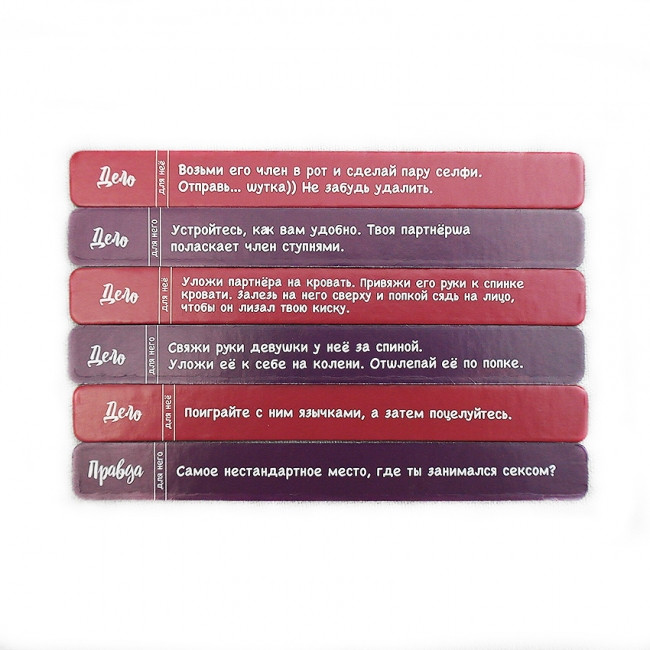 Дело
для неё
Возьми его член в рот и сделай пару селфи.
Отправь... шутка)) Не забудь удалить.
Дело
для него
Устройтесь, как вам удобно. Твоя партнёрша
поласкает член ступнями.
Дело
для неё
Уложи партнёра на кровать. Привяжи его руки к спинке
кровати. Залезь на него сверху и попкой сядь на лицо,
чтобы он лизал твою киску.
Дело
для него
Свяжи руки девушки у неё за спиной.
Уложи её к себе на колени. Отшлепай её по попке.
Дело
для неё
Поиграйте с ним язычками, а затем поцелуйтесь.
Правда
для него
Самое нестандартное место, где ты занимался сексом?